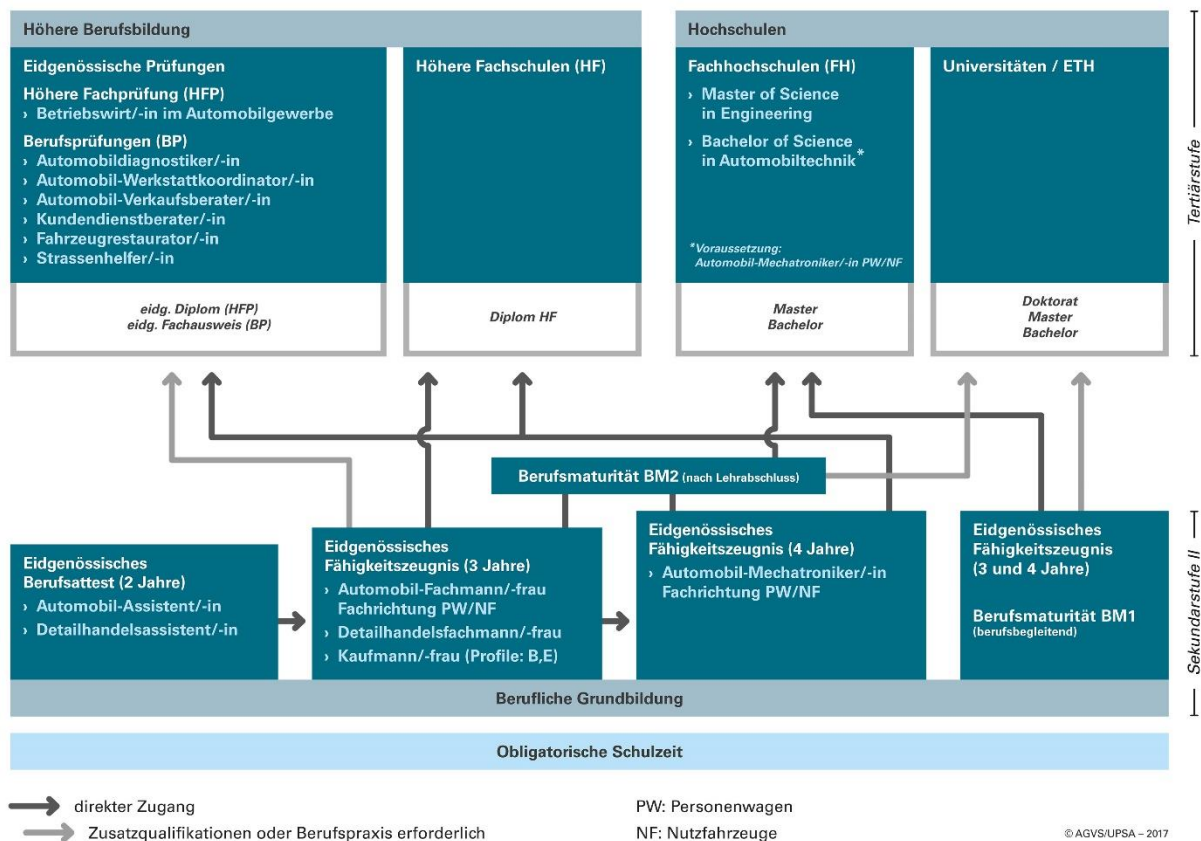 Höhere Berufsbildung
Eidgenössische Prüfungen
Höhere Fachprüfung (HFP)
› Betriebswirt/-in im Automobilgewerbe
Berufsprüfungen (BP)
› Automobildiagnostiker/-in
› Automobil-Werkstattkoordinator/-in
› Automobil-Verkaufsberater/-in
› Kundendienstberater/-in
› Fahrzeugrestaurator/-in
› Strassenhelfer/-in
eidg. Diplom (HFP)
eidg. Fachausweis (BP)
Höhere Fachschulen (HF)
Diplom HF
Hochschulen
Fachhochschulen (FH)
› Master of Science
in Engineering
› Bachelor of Science
in Automobiltechnik*
*Voraussetzung:
Automobil-Mechatroniker/-in PW/NF
Master
Bachelor
Universitäten / ETH
Doktorat
Master
Bachelor
Tertiärstufe
Berufsmaturität BM2 (nach Lehrabschluss)
Eidgenössisches
Berufsattest (2 Jahre)
› Automobil-Assistent/-in
› Detailhandelsassistent/-in
Eidgenössisches
Fähigkeitszeugnis (3 Jahre)
› Automobil-Fachmann/-frau
Fachrichtung PW/NF
› Detailhandelsfachmann/-frau
› Kaufmann/-frau (Profile: B,E)
Eidgenössisches
Fähigkeitszeugnis (4 Jahre)
› Automobil-Mechatroniker/-in
Fachrichtung PW/NF
Eidgenössisches
Fähigkeitszeugnis
(3 und 4 Jahre)
Berufsmaturität BM1
(berufsbegleitend)
Sekundarstufe II
Berufliche Grundbildung
Obligatorische Schulzeit
direkter Zugang
Zusatzqualifikationen oder Berufspraxis erforderlich
PW: Personenwagen
NF: Nutzfahrzeuge
© AGVS/UPSA – 2017